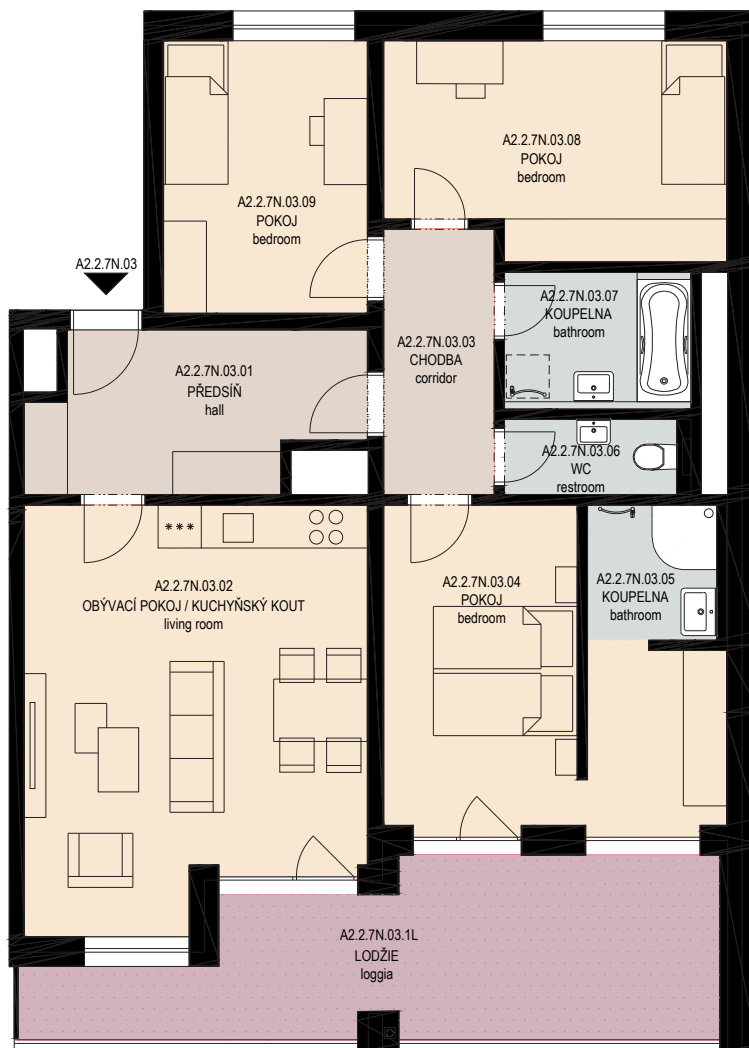 A2.2.7N.03.08
POKOJ
bedroom
A2.2.7N.03.09
POKOJ
bedroom
A2.2.7N.03
A2.2.7N.03.07
KOUPELNA
bathroom
A2.2.7N.03.03
CHODBA
corridor
A2.2.7N.03.01
PŘEDSÍŇ
hall
A2.2.7N.03.06
WC
restroom
A2.2.7N.03.02
OBÝVACÍ POKOJ / KUCHYŇSKÝ KOUT
living room
A2.2.7N.03.04
POKOJ
bedroom
A2.2.7N.03.05
KOUPELNA
bathroom
A2.2.7N.03.1L
LODŽIE
loggia